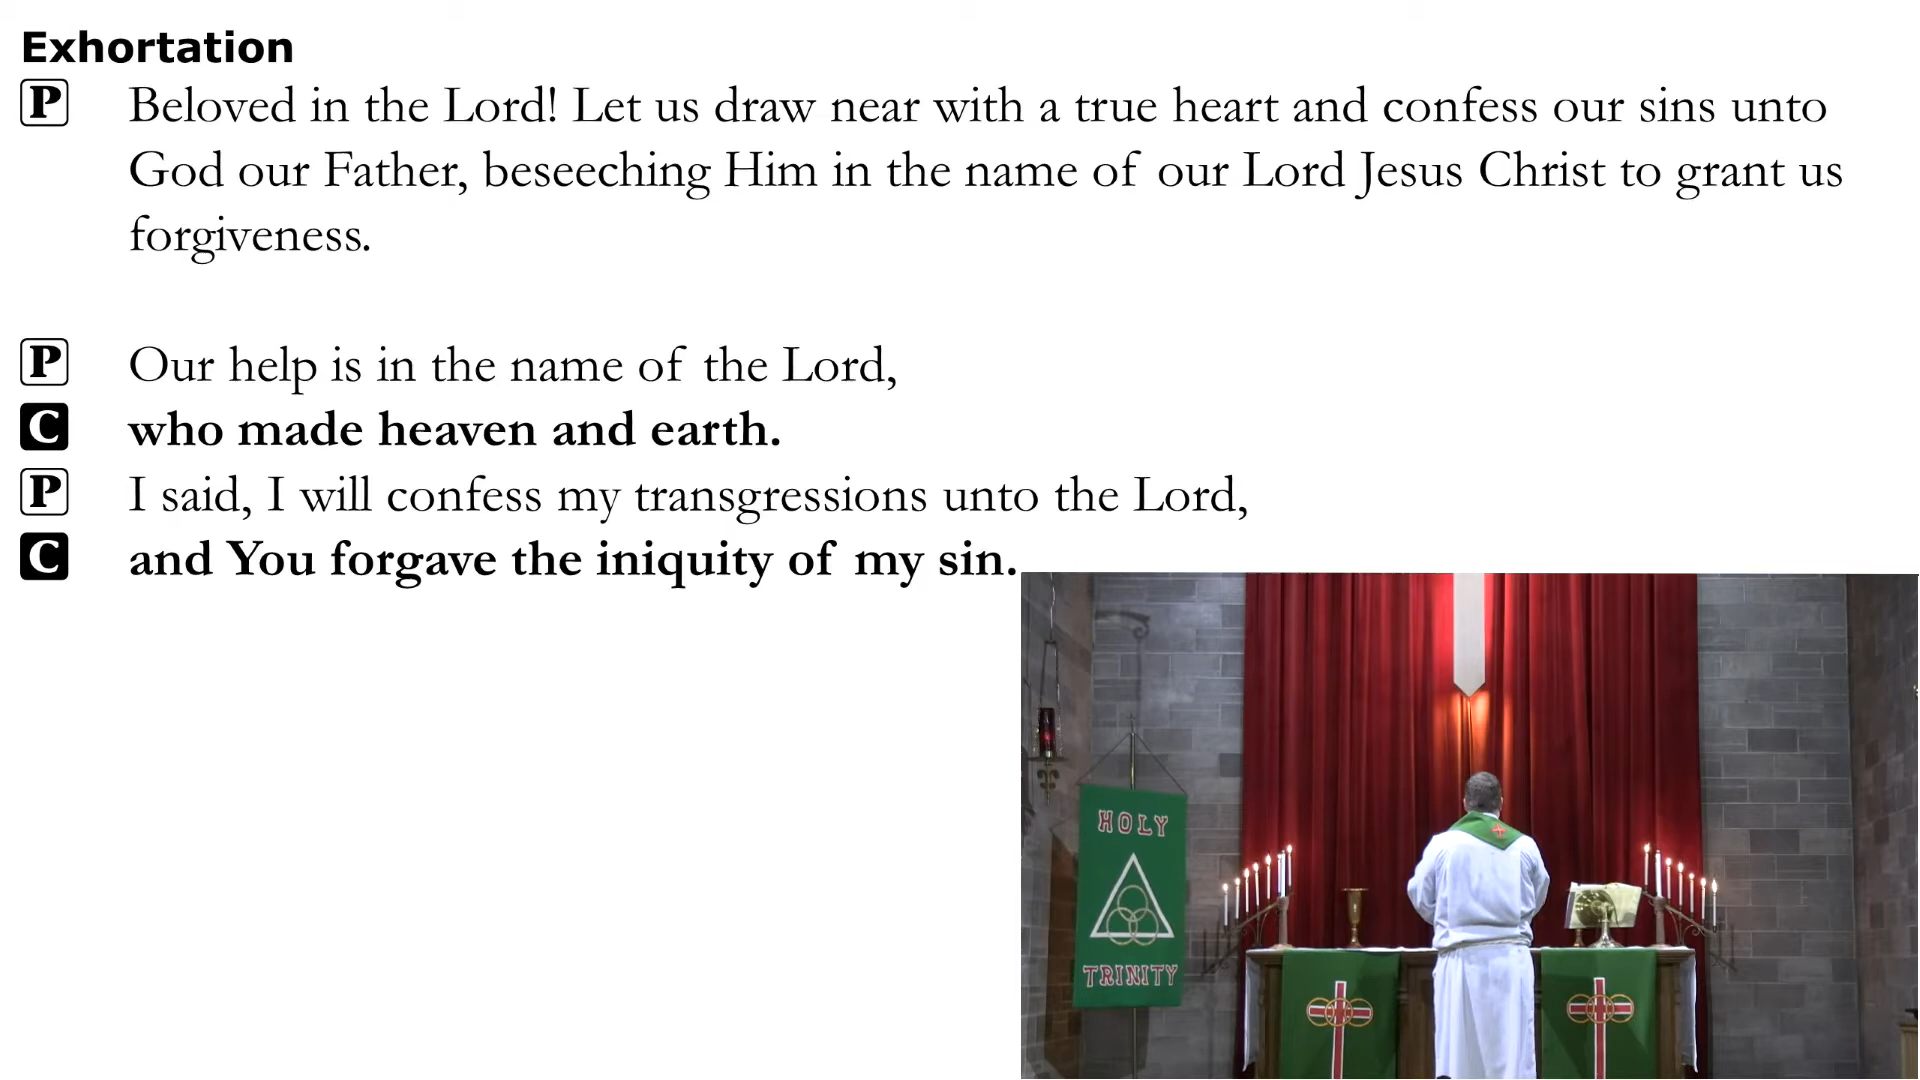 Exhortation
P Beloved in the Lord! Let us draw near with a true heart and confess our sins unto
God our Father, beseeching Him in the name of our Lord Jesus Christ to grant us
forgiveness.
P Our help is in the name of the Lord,
C who made heaven and earth.
P I said, I will confess my transgressions unto the Lord,
C and You forgave the iniquity of my sin.
HOLY
TRINITY